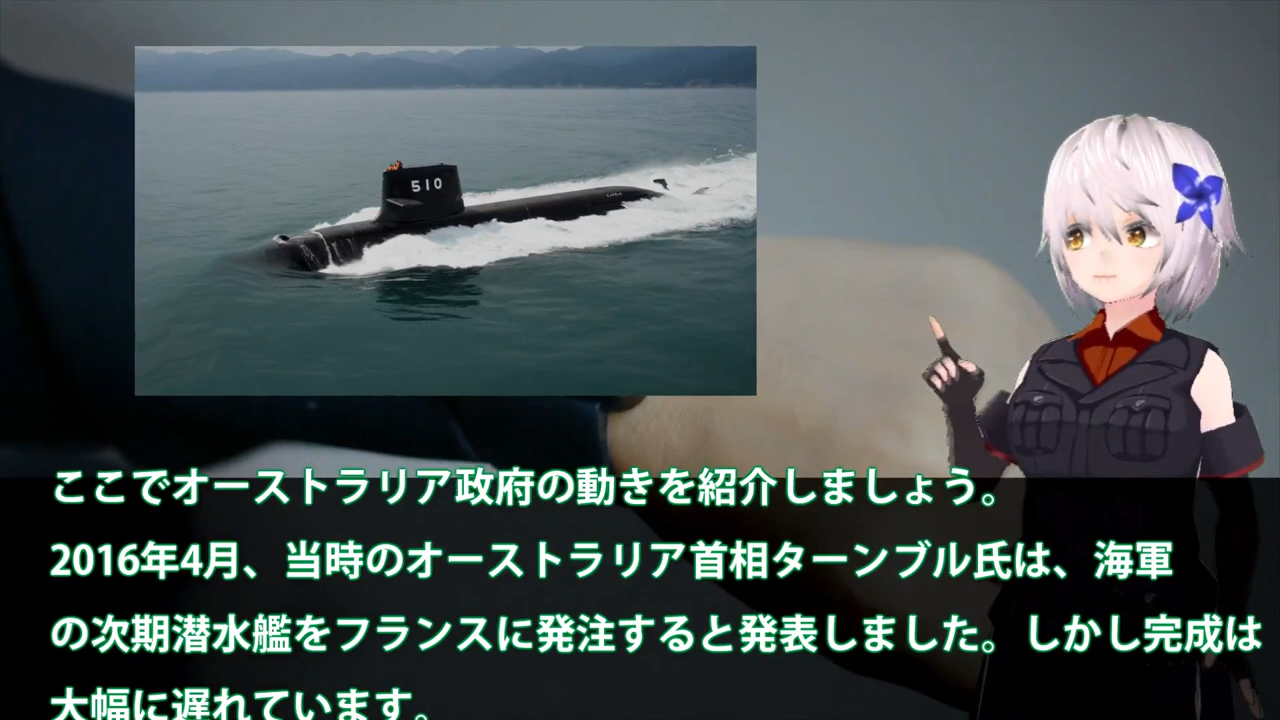 510
ここでオーストラリア政府の動きを紹介しましょう。
2016年4月、当時のオーストラリア首相ターンブル氏は、海軍
の次期潜水艦をフランスに発注すると発表しました。しかし完成は
大幅に遅れています。